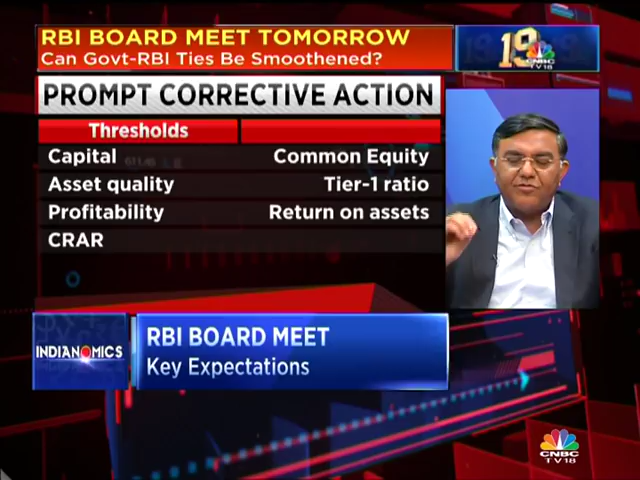 RBI BOARD MEET TOMORROW
Can Govt-RBI Ties Be Smoothened?
19
CNBC
TV18
PROMPT CORRECTIVE ACTION
Thresholds
Capital Common Equity
Asset quality Tier-1 ratio
Profitability Return on assets
CRAR
INDIANOMICS
RBI BOARD MEET
Key Expectations
CNBC
TV18